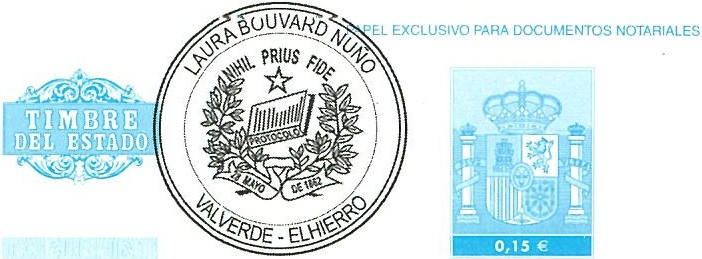 PAPEL EXCLUSIVO PARA DOCUMENTOS NOTARIALES
TIMBRE
DEL ESTADO
LAURA BOUVARD NUÑO
NIHIL PRIUS FIDE
PROTOCOLO
28 MAYO DE 1862
VALVERDE - ELHIERRO
0,15 €